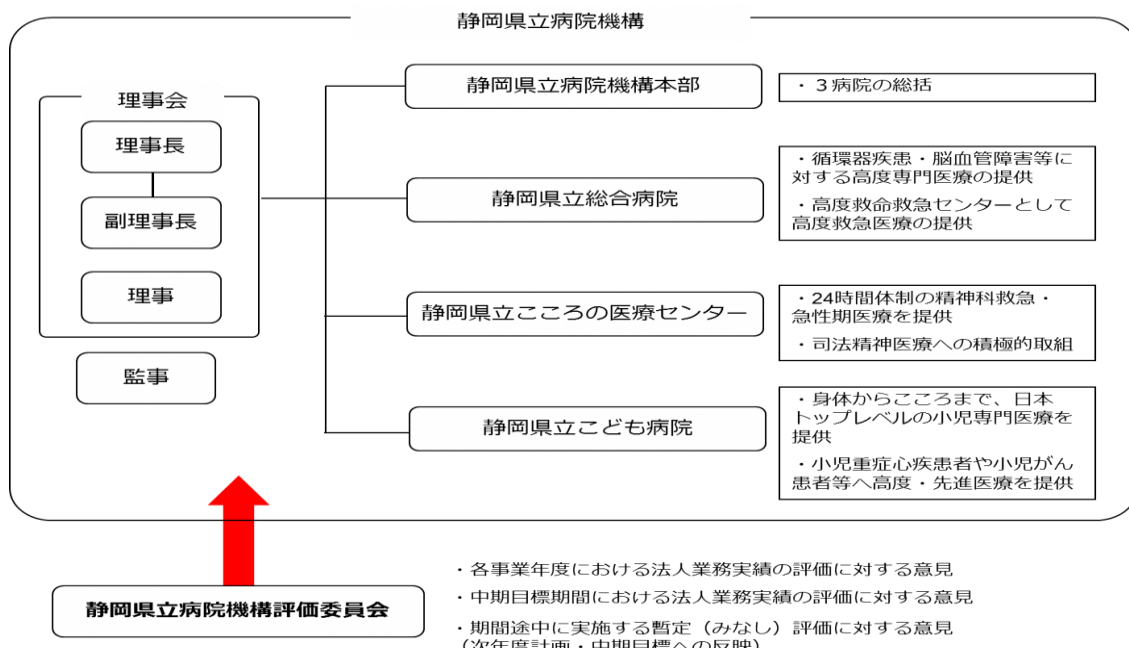 静岡県立病院機構
理事会
理事長
副理事長
理事
監事
静岡県立病院機構本部
・３病院の総括
静岡県立総合病院
・循環器疾患・脳血管障害等に
対する高度専門医療の提供
・高度救命救急センターとして
高度救急医療の提供
静岡県立こころの医療センター
・24時間体制の精神科救急・
急性期医療を提供
・司法精神医療への積極的取組
静岡県立こども病院
・身体からこころまで、日本
トップレベルの小児専門医療を
提供
・小児重症心疾患者や小児がん
患者等へ高度・先進医療を提供
静岡県立病院機構評価委員会
・各事業年度における法人業務実績の評価に対する意見
・中期目標期間における法人業務実績の評価に対する意見
・期間途中に実施する暫定（みなし）評価に対する意見
（次年度計画・中期目標への反映）